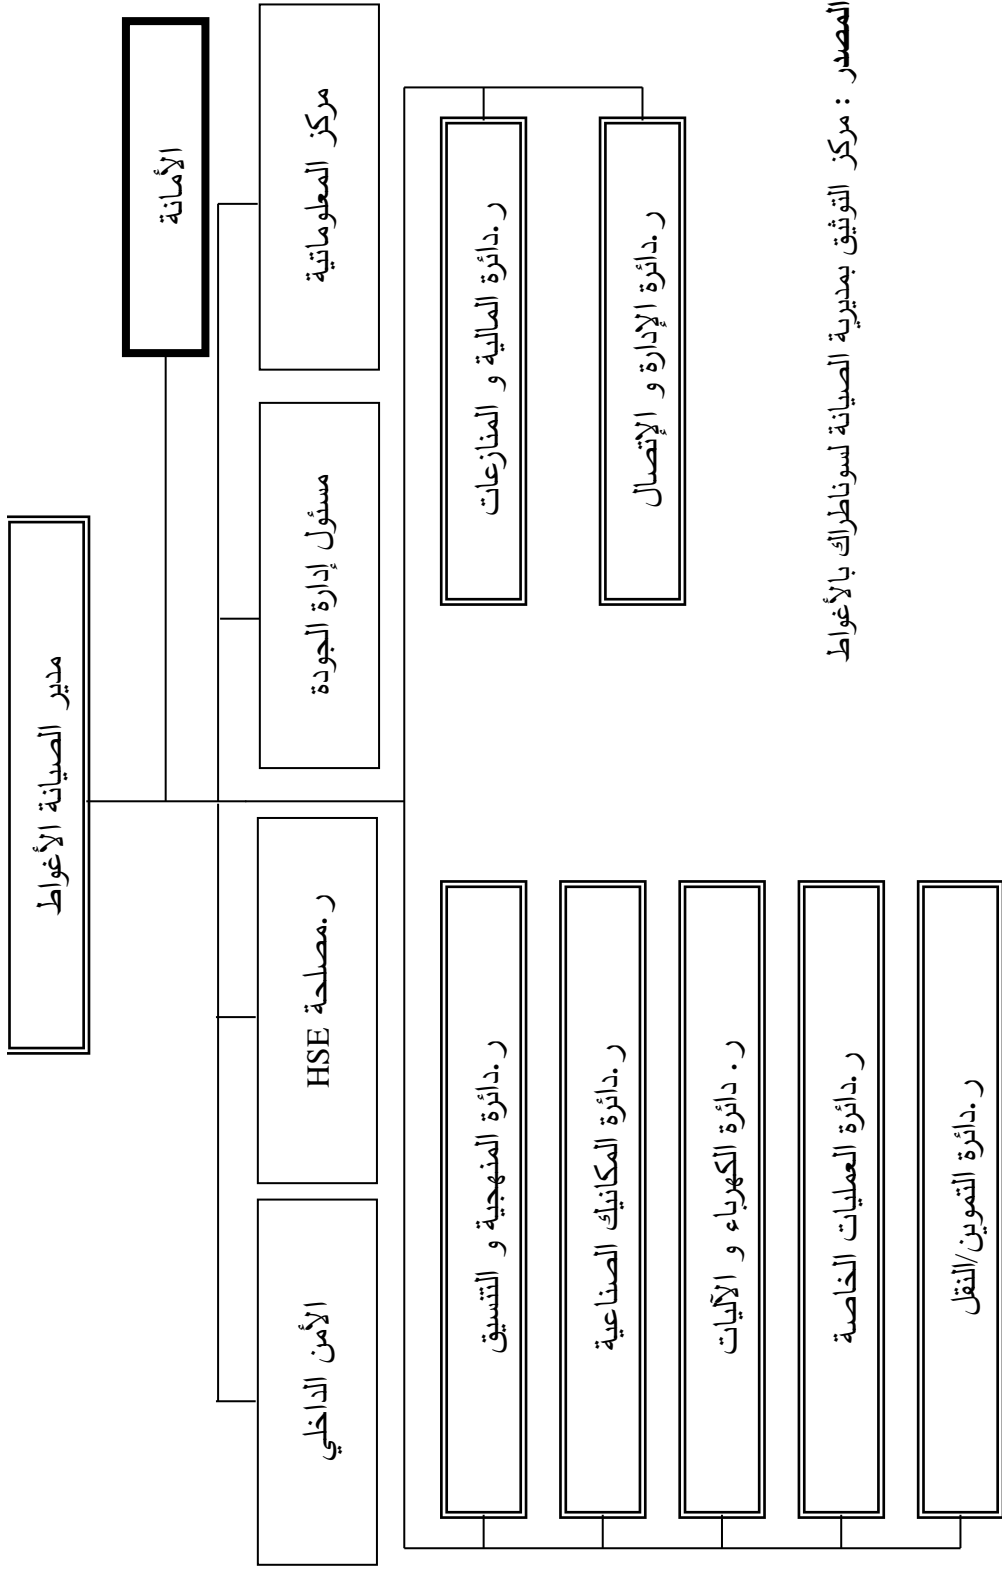 مدير الصيانة الأغواط
الأمانة
مركز المعلوماتية
مسئول إدارة الجودة
ر.مصلحة HSE
الأمن الداخلي
ر.دائرة المالية و المنازعات
ر.دائرة الإدارة و الإتصال
ر.دائرة المنهجية و التنسيق
ر.دائرة المكانيك الصناعية
ر. دائرة الكهرباء و الآليات
ر.دائرة العمليات الخاصة
ر.دائرة التموين/النقل
المصدر : مركز التوثيق بمديرية الصيانة لسوناطراك بالأغواط